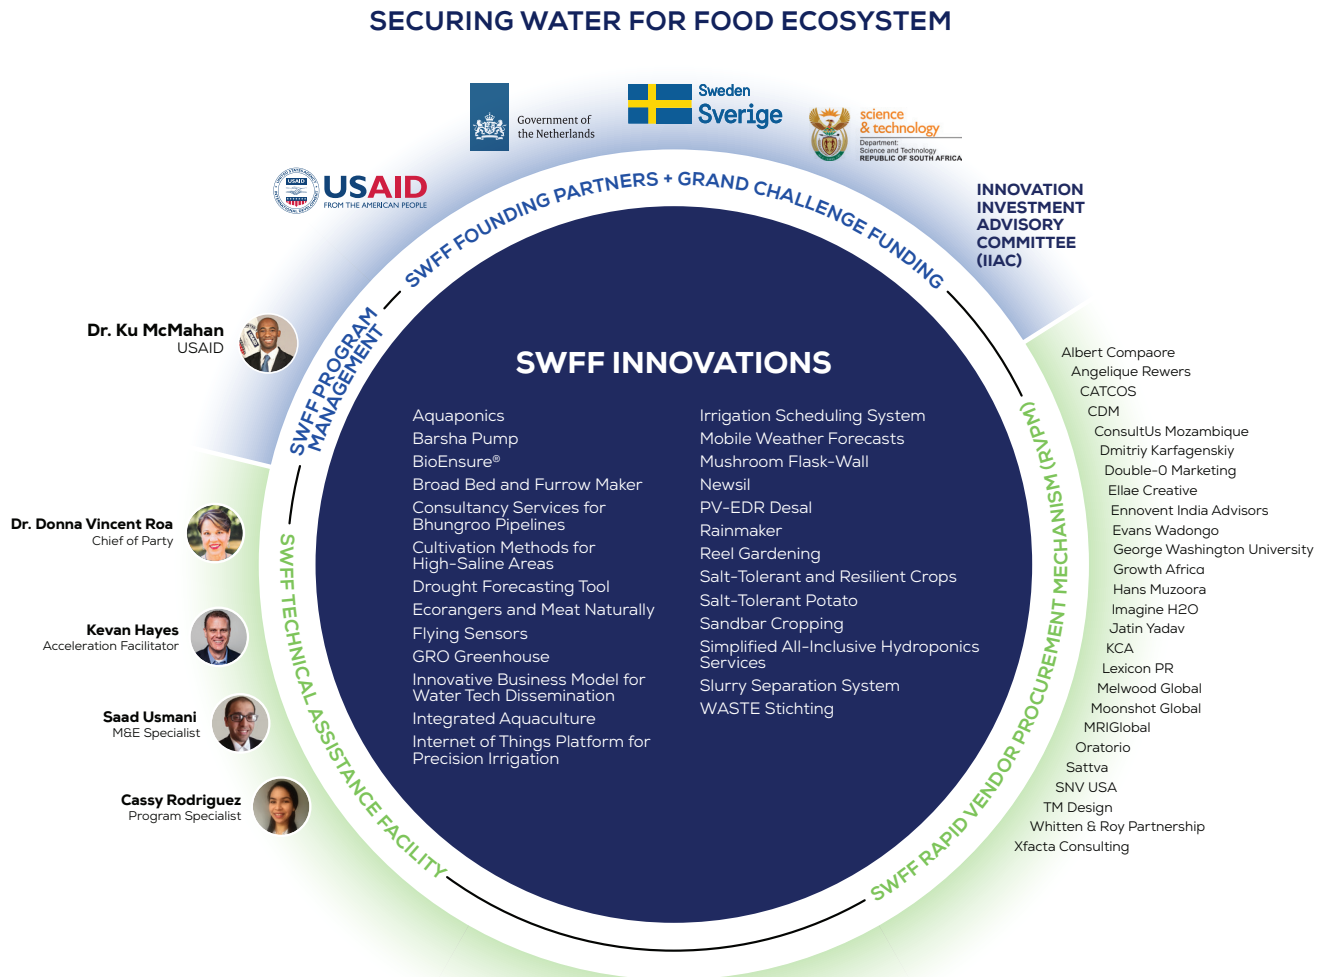 SECURING WATER FOR FOOD ECOSYSTEM
USAID
FROM THE AMERICAN PEOPLE
Government of
the Netherlands
Sweden
Sverige
science
& technology
Department:
Science and Technology
REPUBLIC OF SOUTH AFRICA
INNOVATION
INVESTMENT
ADVISORY
COMMITTEE
(IIAC)
SWFF FOUNDING PARTNERS + GRAND CHALLENGE FUNDING
SWFF PROGRAM
MANAGEMENT
Dr. Ku McMahan
USAID
SWFF TECHNICAL ASSISTANCE FACILITY
Dr. Donna Vincent Roa
Chief of Party
Kevan Hayes
Acceleration Facilitator
Saad Usmani
M&E Specialist
Cassy Rodriguez
Program Specialist
SWFF INNOVATIONS
Aquaponics
Barsha Pump
BioEnsure®
Broad Bed and Furrow Maker
Consultancy Services for
Bhungroo Pipelines
Cultivation Methods for
High-Saline Areas
Drought Forecasting Tool
Ecorangers and Meat Naturally
Flying Sensors
GRO Greenhouse
Innovative Business Model for
Water Tech Dissemination
Integrated Aquaculture
Internet of Things Platform for
Precision Irrigation
Irrigation Scheduling System
Mobile Weather Forecasts
Mushroom Flask-Wall
Newsil
PV-EDR Desal
Rainmaker
Reel Gardening
Salt-Tolerant and Resilient Crops
Salt-Tolerant Potato
Sandbar Cropping
Simplified All-Inclusive Hydroponics
Services
Slurry Separation System
WASTE Stichting
SWFF RAPID VENDOR PROCUREMENT MECHANISM (RVPM)
Albert Compaore
Angelique Rewers
CATCOS
CDM
ConsultUs Mozambique
Dmitriy Karfagenskiy
Double-0 Marketing
Ellae Creative
Ennovent India Advisors
Evans Wadongo
George Washington University
Growth Africa
Hans Muzoora
Imagine H2O
Jatin Yadav
KCA
Lexicon PR
Melwood Global
Moonshot Global
MRIGlobal
Oratorio
Sattva
SNV USA
TM Design
Whitten & Roy Partnership
Xfacta Consulting